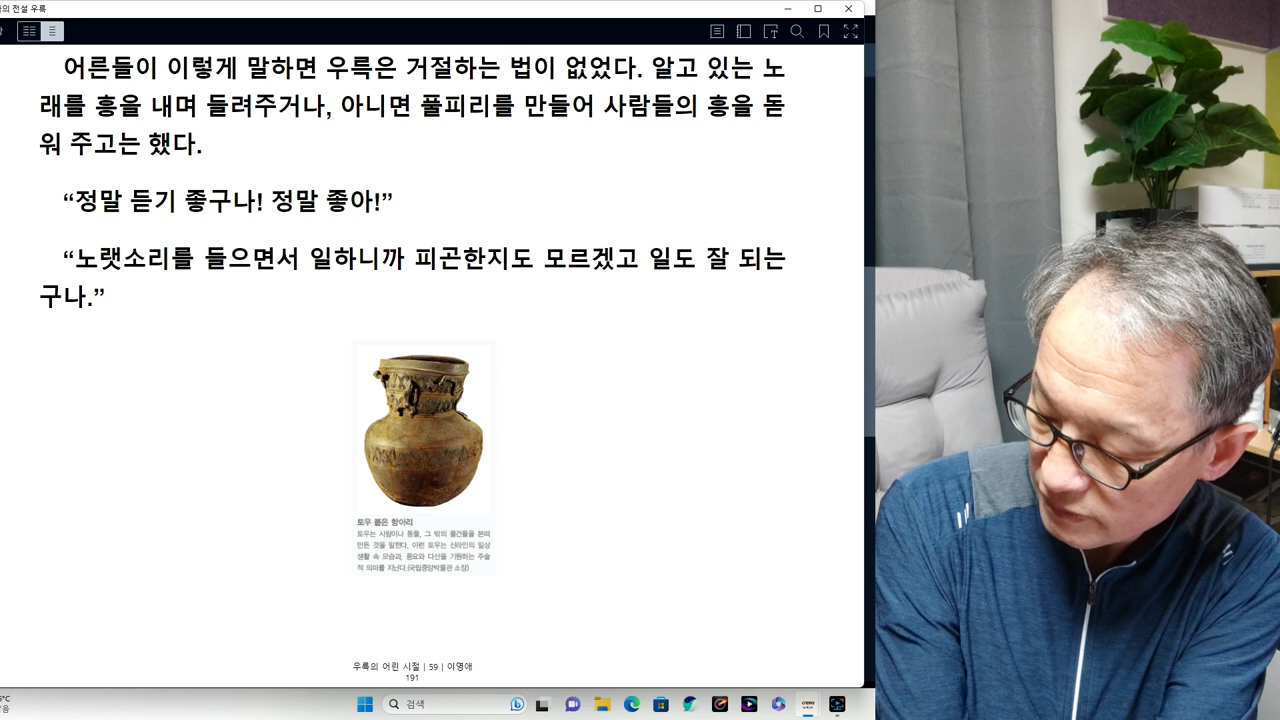 의 전설 우륵
어른들이 이렇게 말하면 우륵은 거절하는 법이 없었다. 알고 있는 노
래를 흥을 내며 들려주거나, 아니면 풀피리를 만들어 사람들의 흥을 돋
워 주고는 했다.
“정말 듣기 좋구나! 정말 좋아!”
“노랫소리를 들으면서 일하니까 피곤한지도 모르겠고 일도 잘 되는
구나.”
토우 붙은 항아리
토우는 사람이나 동물, 그 밖의 물건들을 본떠
만든 것을 말한다. 이런 토우는 신라인의 일상
생활 속 모습과, 풍요와 다산을 기원하는 주술
적 의미를 지닌다.(국립중앙박물관 소장)
우륵의 어린 시절 | 59 | 이영애
191
검색